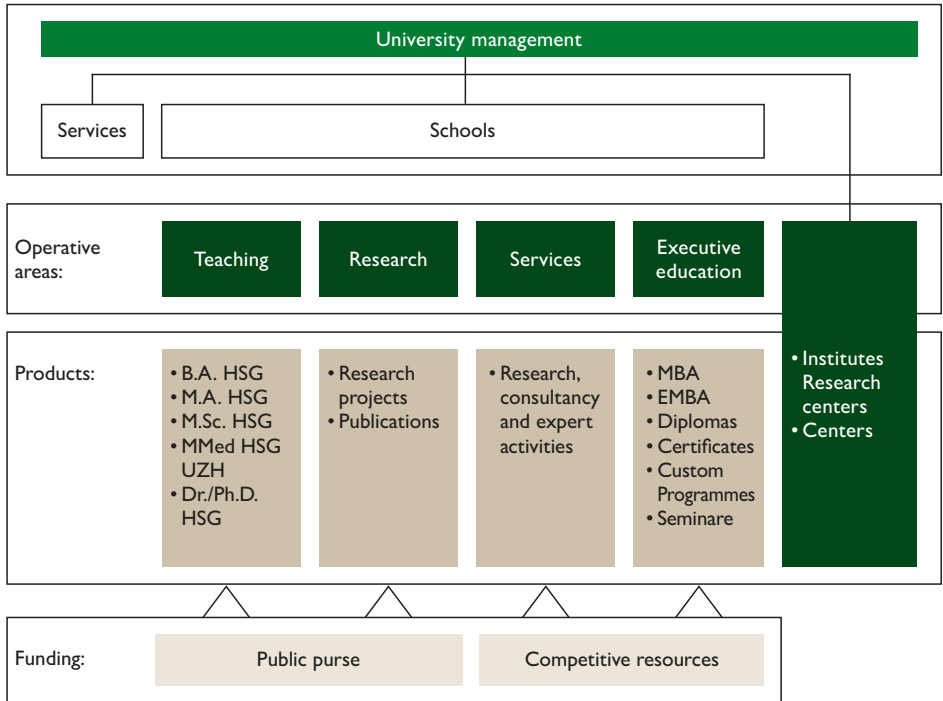 University management
Services
Schools
Operative
areas:
Teaching
Research
Services
Executive
education
Products:
• B.A. HSG
• M.A. HSG
• M.Sc. HSG
• MMed HSG
UZH
• Dr./Ph.D.
HSG
• Research
projects
• Publications
• Research,
consultancy
and expert
activities
• MBA
• EMBA
• Diplomas
• Certificates
• Custom
Programmes
• Seminare
• Institutes
Research
centers
• Centers
Funding:
Public purse
Competitive resources